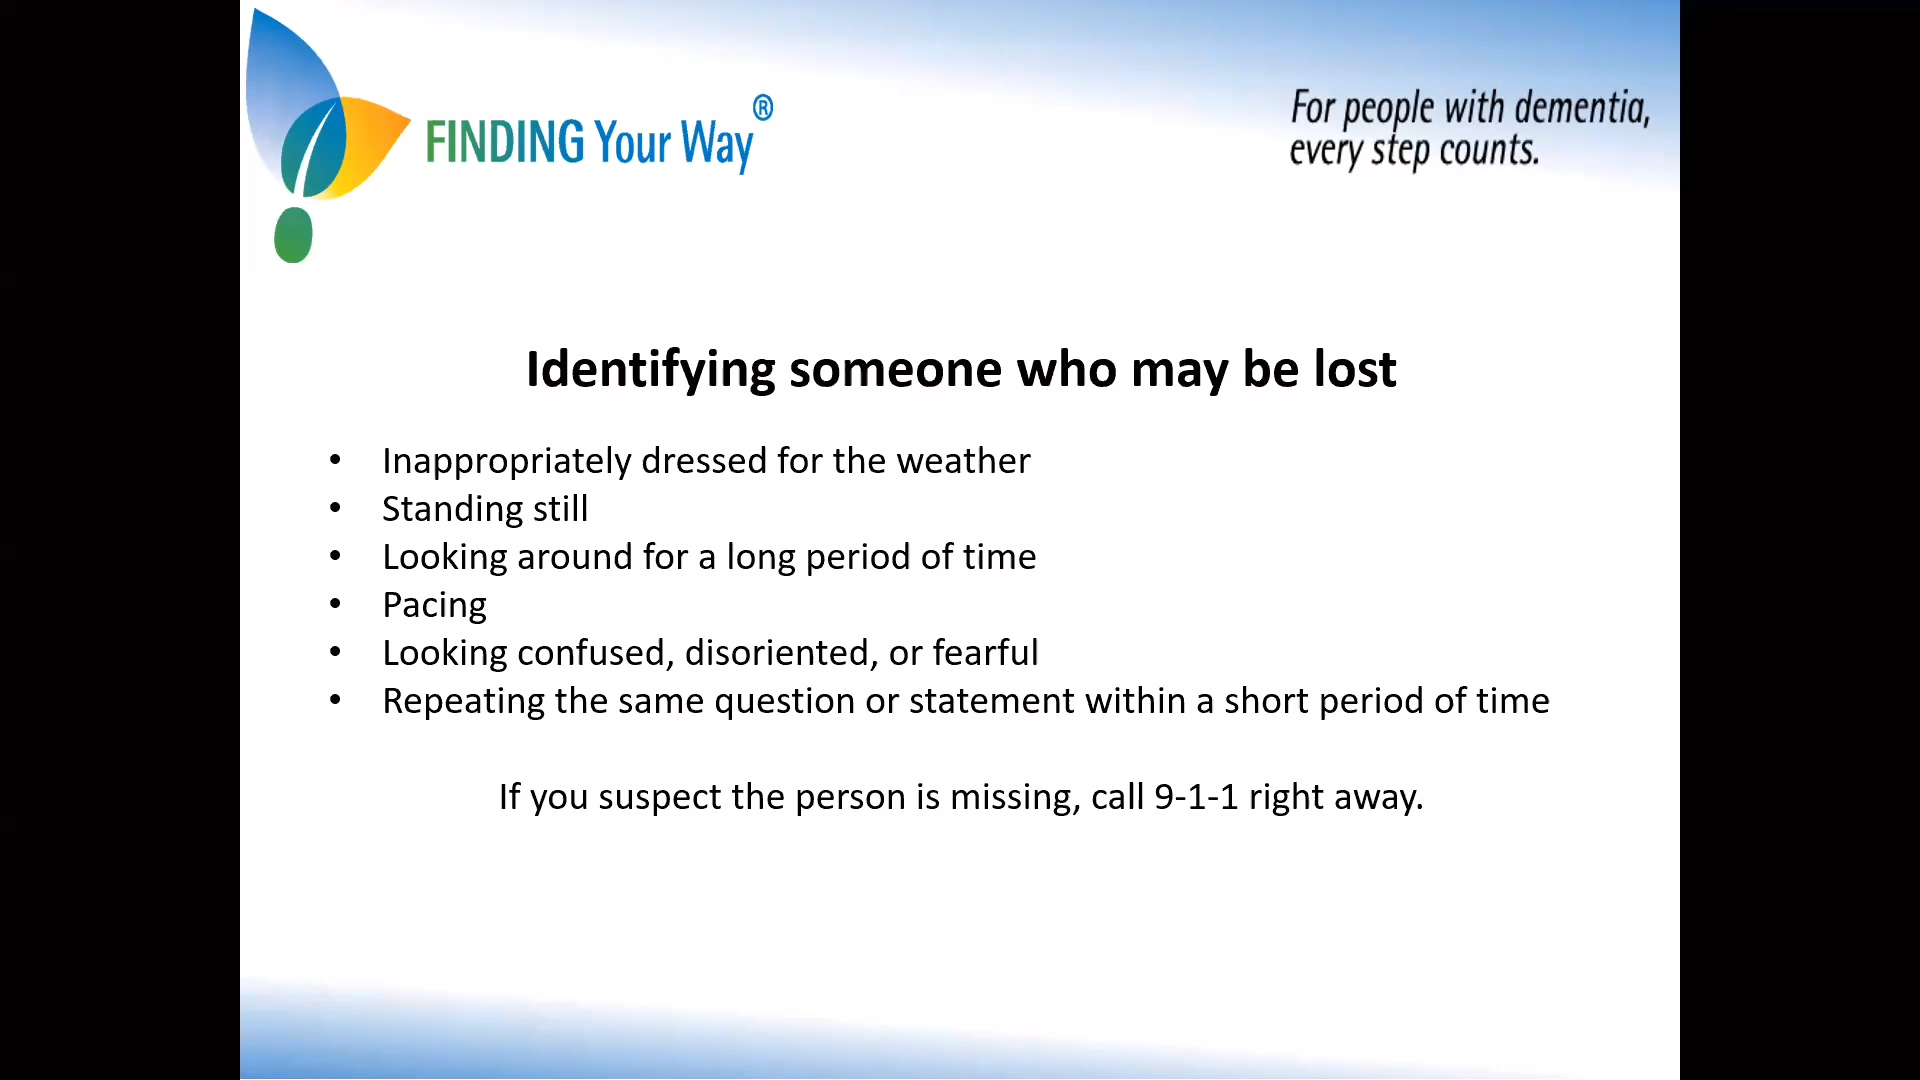 FINDING Your Way®
For people with dementia,
every step counts.
Identifying someone who may be lost
• Inappropriately dressed for the weather
• Standing still
• Looking around for a long period of time
• Pacing
• Looking confused, disoriented, or fearful
• Repeating the same question or statement within a short period of time
If you suspect the person is missing, call 9-1-1 right away.